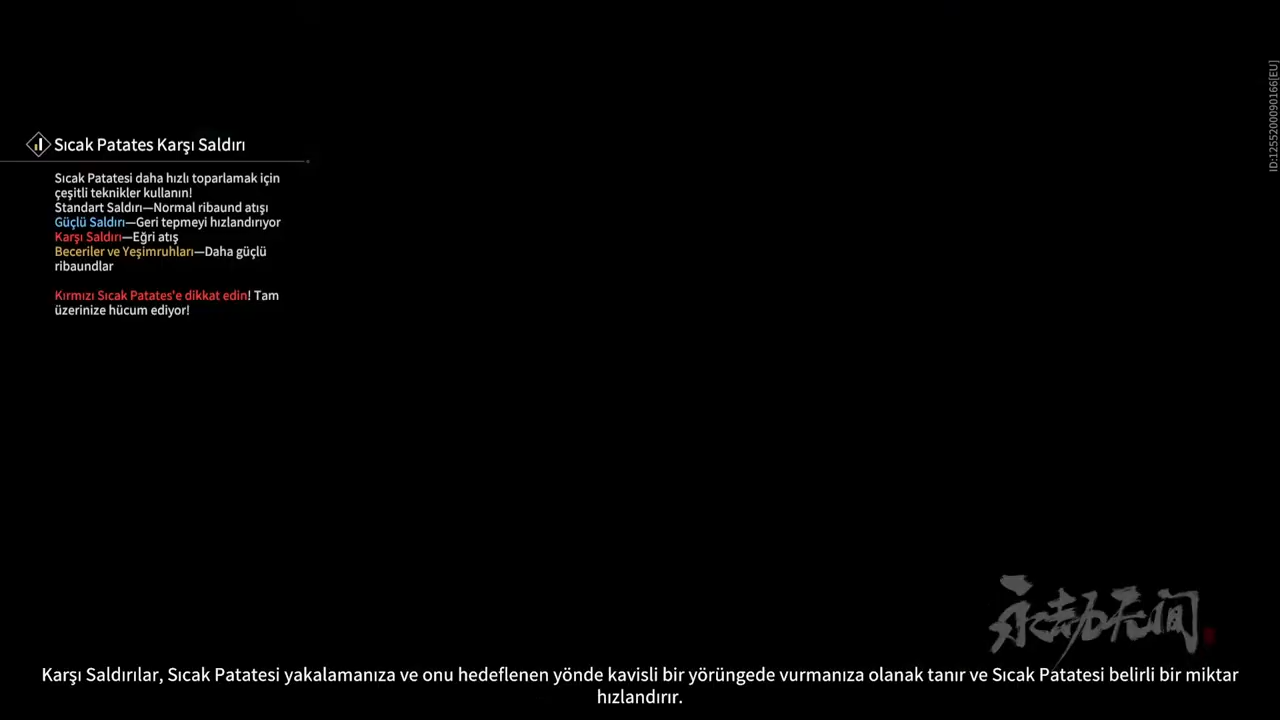 Sıcak Patates Karşı Saldırı
Sıcak Patatesi daha hızlı toparlamak için
çeşitli teknikler kullanın!
Standart Saldırı—Normal ribaund atışı
Güçlü Saldırı—Geri tepmeyi hızlandırıyor
Karşı Saldırı—Eğri atış
Beceriler ve Yeşimruhları—Daha güçlü
ribaundlar
Kırmızı Sıcak Patates'e dikkat edin! Tam
üzerinize hücum ediyor!
ID:1255200090166[EU]
永劫无间
Karşı Saldırılar, Sıcak Patatesi yakalamanıza ve onu hedeflenen yönde kavisli bir yörüngede vurmanıza olanak tanır ve Sıcak Patatesi belirli bir miktar
hızlandırır.